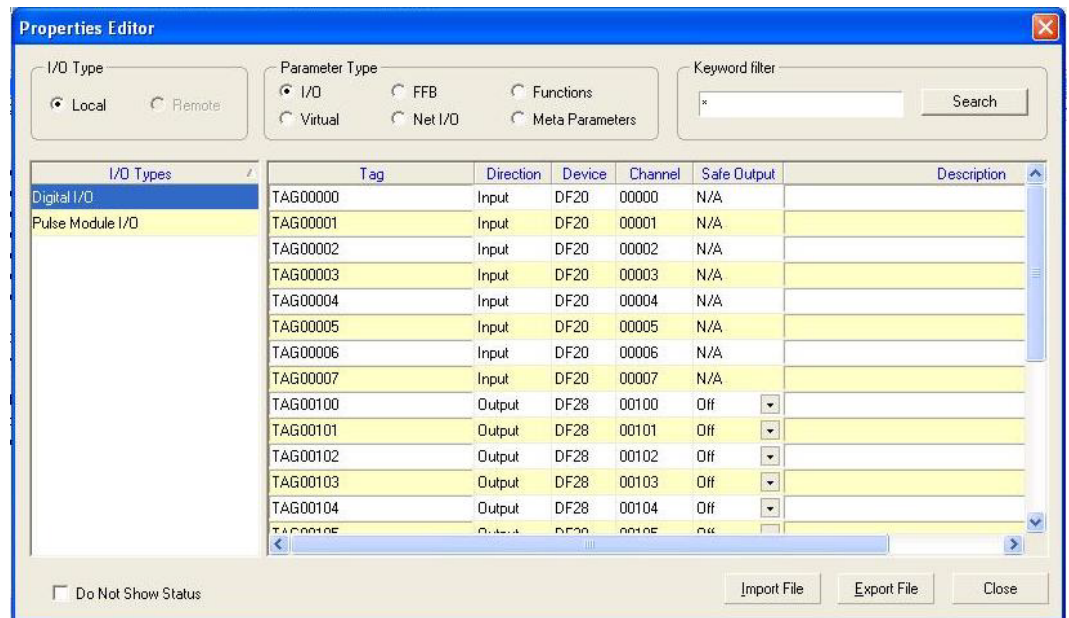 Properties Editor
I/O Type
Local Remote
Parameter Type
I/O FFB Functions
Virtual Net I/O Meta Parameters
Keyword filter
* Search
I/O Types
Digital I/O
Pulse Module I/O
Tag Direction Device Channel Safe Output Description
TAG00000 Input DF20 00000 N/A
TAG00001 Input DF20 00001 N/A
TAG00002 Input DF20 00002 N/A
TAG00003 Input DF20 00003 N/A
TAG00004 Input DF20 00004 N/A
TAG00005 Input DF20 00005 N/A
TAG00006 Input DF20 00006 N/A
TAG00007 Input DF20 00007 N/A
TAG00100 Output DF28 00100 Off
TAG00101 Output DF28 00101 Off
TAG00102 Output DF28 00102 Off
TAG00103 Output DF28 00103 Off
TAG00104 Output DF28 00104 Off
Do Not Show Status
Import File Export File Close